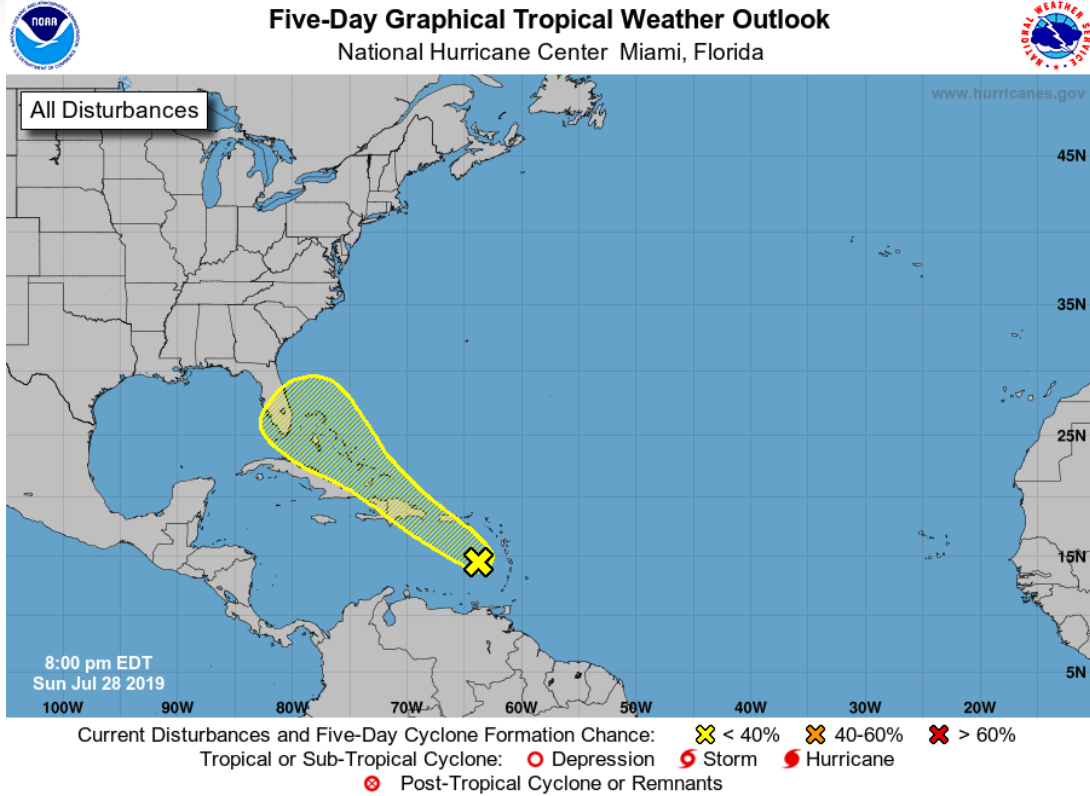 Five-Day Graphical Tropical Weather Outlook
National Hurricane Center Miami, Florida
NOAA
All Disturbances
www.hurricanes.gov
45N
35N
25N
15N
5N
8:00 pm EDT
Sun Jul 28 2019
100W 90W 80W 70W 60W 50W 40W 30W 20W
Current Disturbances and Five-Day Cyclone Formation Chance: < 40% 40-60% > 60%
Tropical or Sub-Tropical Cyclone: Depression Storm Hurricane
Post-Tropical Cyclone or Remnants